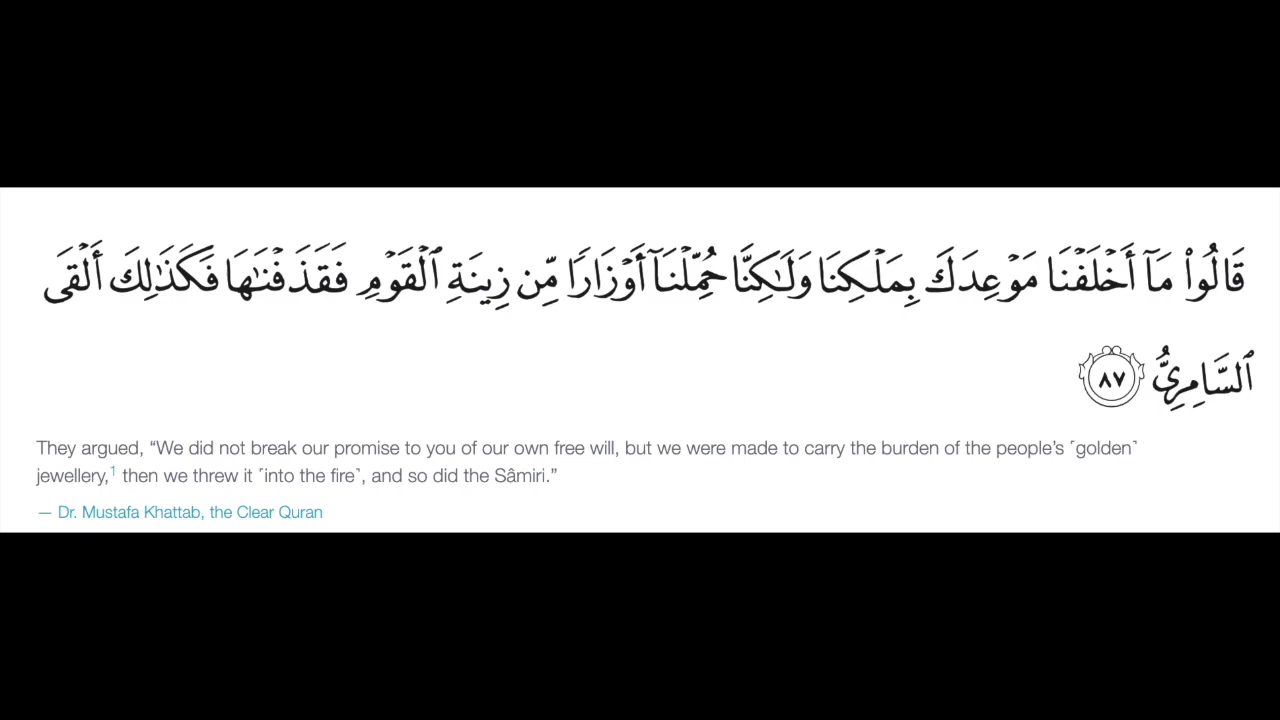 قَالُوا۟ مَآ أَخْلَفْنَا مَوْعِدَكَ بِمَلْكِنَا وَلَـٰكِنَّا حُمِّلْنَآ أَوْزَارًا مِّن زِينَةِ ٱلْقَوْمِ فَقَذَفْنَـٰهَا فَكَذَٰلِكَ أَلْقَى
ٱلسَّامِرِىُّ ٨٧
They argued, “We did not break our promise to you of our own free will, but we were made to carry the burden of the people’s ˹golden˺
jewellery,¹ then we threw it ˹into the fire˺, and so did the Sâmiri.”
— Dr. Mustafa Khattab, the Clear Quran